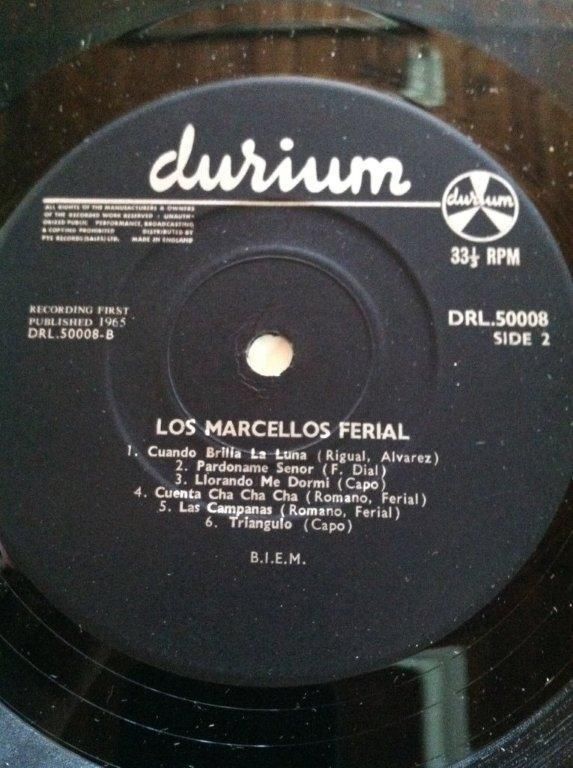 durium
ALL RIGHTS OF THE MANUFACTURERS & OWNERS
OF THE RECORDED WORK RESERVED · UNAUTH-
ORIZED PUBLIC PERFORMANCE, BROADCASTING
& COPYING PROHIBITED DISTRIBUTED BY
PYE RECORDS (SALES) LTD. MADE IN ENGLAND
durium
33⅓ RPM
RECORDING FIRST
PUBLISHED 1965
DRL.50008-B
DRL.50008
SIDE 2
LOS MARCELLOS FERIAL
1. Cuando Brilla La Luna (Rigual, Alvarez)
2. Pardoname Senor (F. Dial)
3. Llorando Me Dormi (Capo)
4. Cuenta Cha Cha Cha (Romano, Ferial)
5. Las Campanas (Romano, Ferial)
6. Triangulo (Capo)
B.I.E.M.